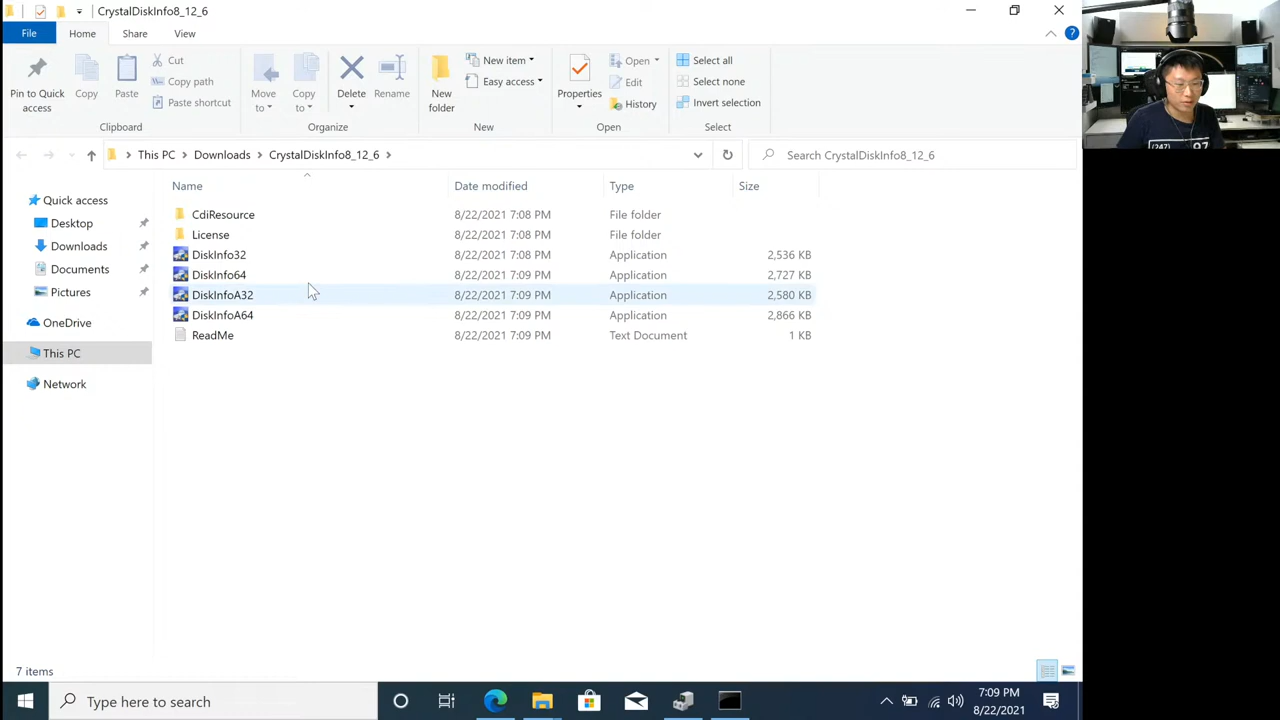 CrystalDiskInfo8_12_6
File Home Share View
Pin to Quick access
Copy
Paste
Cut
Copy path
Paste shortcut
Clipboard
Move to
Copy to
Delete
Rename
Organize
New folder
New item
Easy access
New
Properties
Open
Edit
History
Open
Select all
Select none
Invert selection
Select
This PC Downloads CrystalDiskInfo8_12_6
Search CrystalDiskInfo8_12_6
Quick access
Desktop
Downloads
Documents
Pictures
OneDrive
This PC
Network
Name Date modified Type Size
CdiResource 8/22/2021 7:08 PM File folder
License 8/22/2021 7:08 PM File folder
DiskInfo32 8/22/2021 7:08 PM Application 2,536 KB
DiskInfo64 8/22/2021 7:09 PM Application 2,727 KB
DiskInfoA32 8/22/2021 7:09 PM Application 2,580 KB
DiskInfoA64 8/22/2021 7:09 PM Application 2,866 KB
ReadMe 8/22/2021 7:09 PM Text Document 1 KB
7 items
Type here to search
7:09 PM
8/22/2021